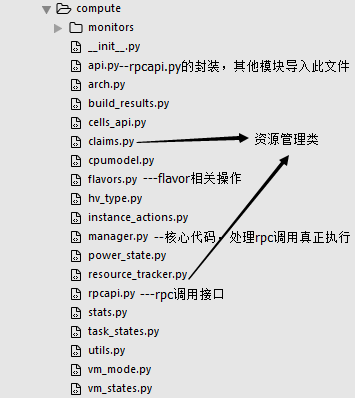 compute
monitors
__init__.py
api.py--rpcapi.py的封装，其他模块导入此文件
arch.py
build_results.py
cells_api.py
claims.py
资源管理类
cpumodel.py
flavors.py ---flavor相关操作
hv_type.py
instance_actions.py
manager.py --核心代码，处理rpc调用真正执行
power_state.py
resource_tracker.py
rpcapi.py ---rpc调用接口
stats.py
task_states.py
utils.py
vm_mode.py
vm_states.py